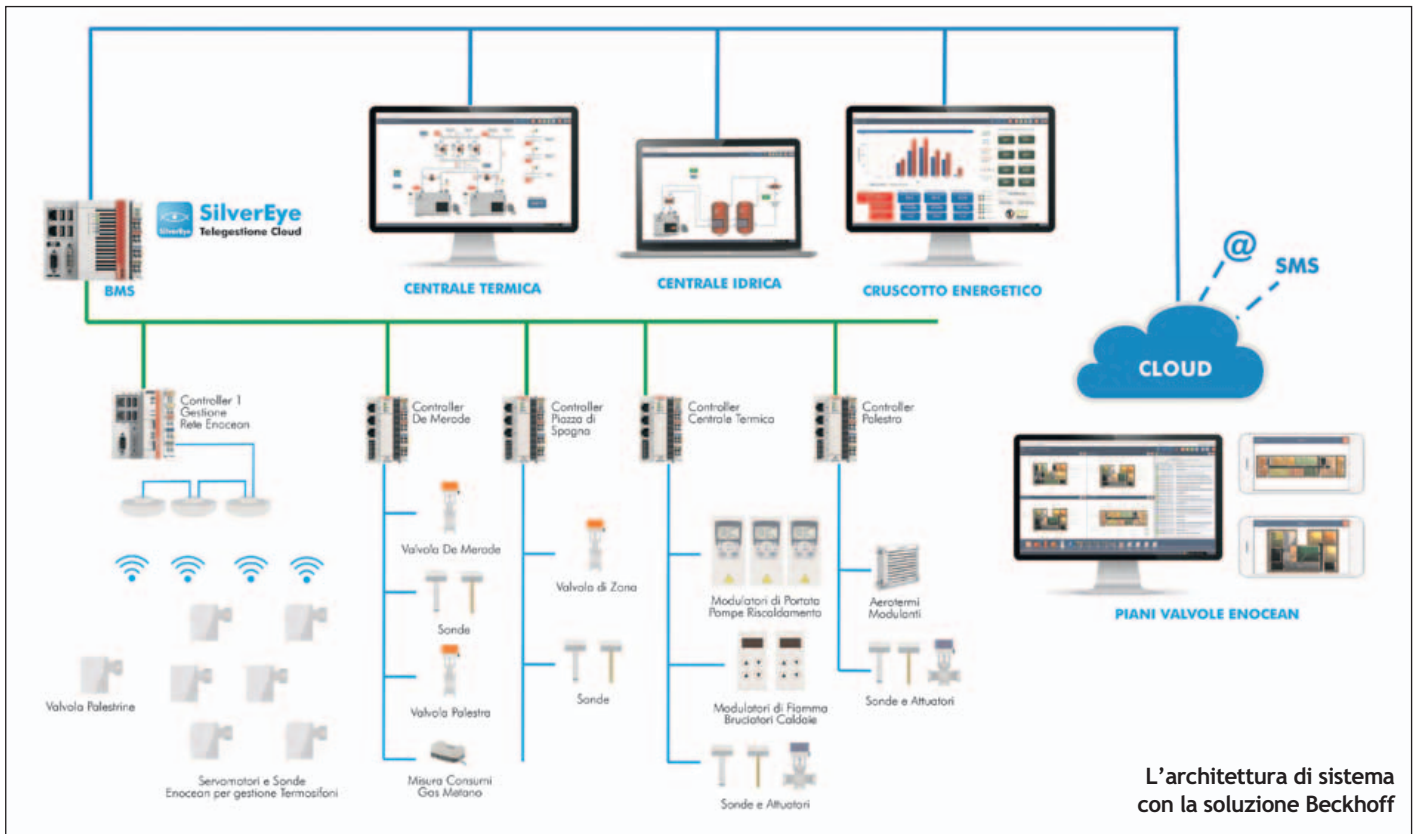 SilverEye
SilverEye
Telegestione Cloud
BMS
CENTRALE TERMICA
CENTRALE IDRICA
CRUSCOTTO ENERGETICO
@
SMS
CLOUD
Controller 1
Gestione
Rete Enocean
Controller
De Merode
Controller
Piazza di
Spagna
Controller
Centrale Termica
Controller
Palestra
Valvola De Merode
Sonde
Valvola Palestra
Misura Consumi
Gas Metano
Valvola di Zona
Sonde
Modulatori di Portata
Pompe Riscaldamento
Modulatori di Fiamma
Bruciatori Caldaie
Sonde e Attuatori
Aerotermi
Modulanti
Sonde e Attuatori
PIANI VALVOLE ENOCEAN
Valvola Palestrine
Servomotori e Sonde
Enocean per gestione Termosifoni
L'architettura di sistema
con la soluzione Beckhoff